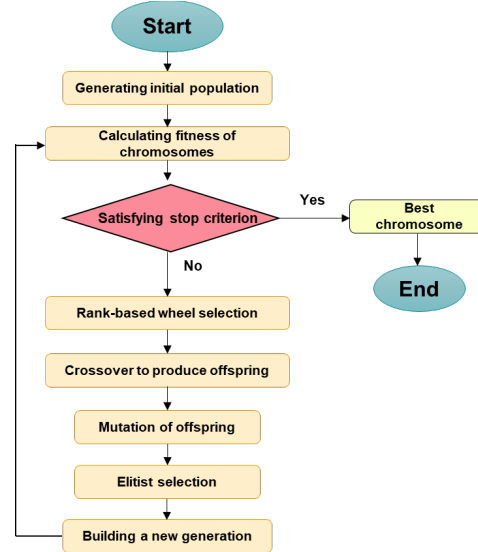 Start
Generating initial population
Calculating fitness of
chromosomes
Satisfying stop criterion
Yes
Best
chromosome
No
End
Rank-based wheel selection
Crossover to produce offspring
Mutation of offspring
Elitist selection
Building a new generation